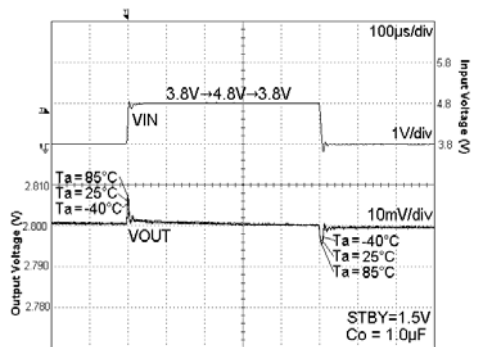 100μs/div
5.8
3.8V→4.8V→3.8V
4.8
VIN
1V/div
3.8
Input Voltage (V)
Ta = 85°C
2.810
Ta = 25°C
Ta = -40°C
10mV/div
2.800
VOUT
Ta = -40°C
Ta = 25°C
2.790
Ta = 85°C
2.780
Output Voltage (V)
STBY=1.5V
Co = 1.0μF